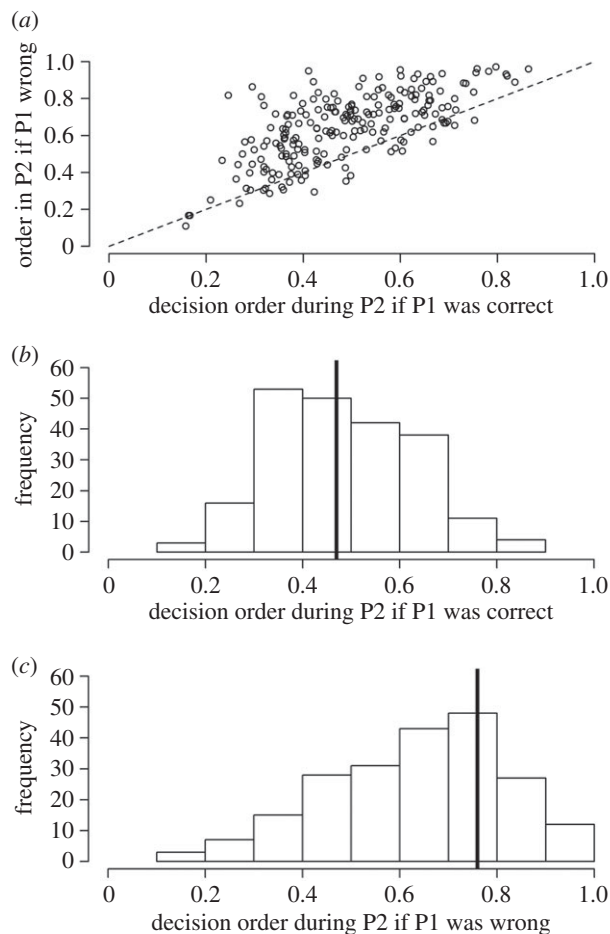 (a)
order in P2 if P1 wrong
1.0
0.8
0.6
0.4
0.2
0
0 0.2 0.4 0.6 0.8 1.0
decision order during P2 if P1 was correct
(b)
frequency
60
50
40
30
20
10
0
0 0.2 0.4 0.6 0.8 1.0
decision order during P2 if P1 was correct
(c)
frequency
60
50
40
30
20
10
0
0 0.2 0.4 0.6 0.8 1.0
decision order during P2 if P1 was wrong